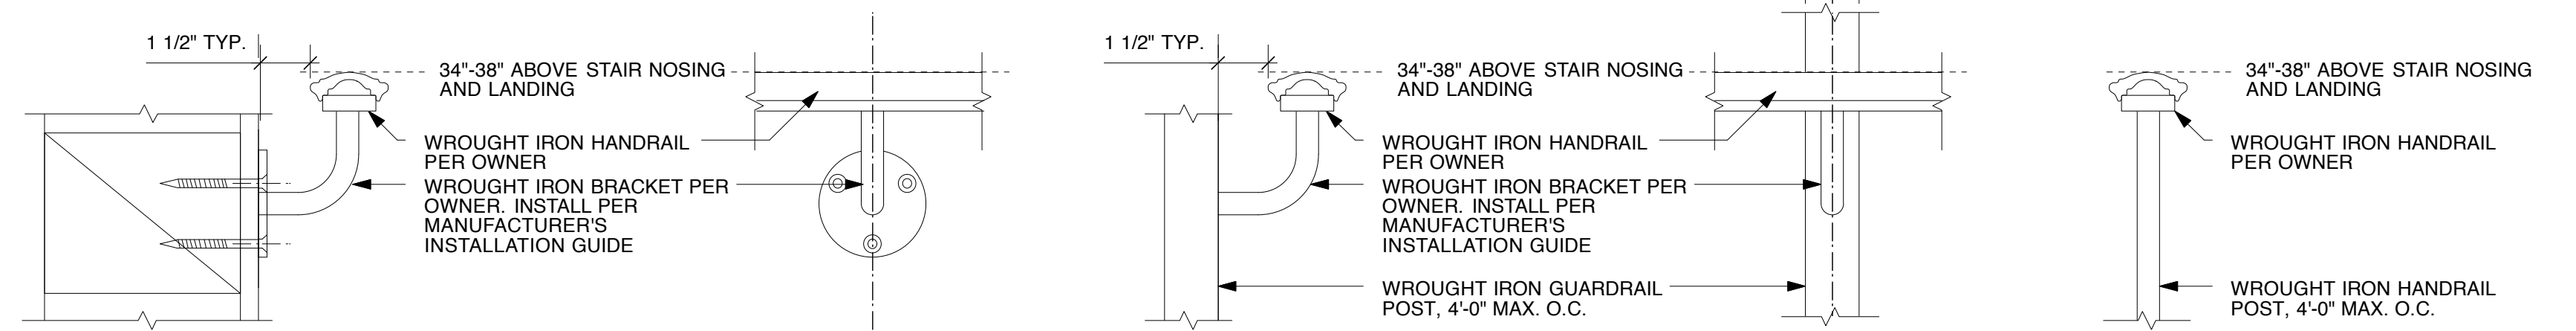 1 1/2" TYP.
34"-38" ABOVE STAIR NOSING
AND LANDING
WROUGHT IRON HANDRAIL
PER OWNER
WROUGHT IRON BRACKET PER
OWNER. INSTALL PER
MANUFACTURER'S
INSTALLATION GUIDE
1 1/2" TYP.
34"-38" ABOVE STAIR NOSING
AND LANDING
WROUGHT IRON HANDRAIL
PER OWNER
WROUGHT IRON BRACKET PER
OWNER. INSTALL PER
MANUFACTURER'S
INSTALLATION GUIDE
WROUGHT IRON GUARDRAIL
POST, 4'-0" MAX. O.C.
34"-38" ABOVE STAIR NOSING
AND LANDING
WROUGHT IRON HANDRAIL
PER OWNER
WROUGHT IRON HANDRAIL
POST, 4'-0" MAX. O.C.